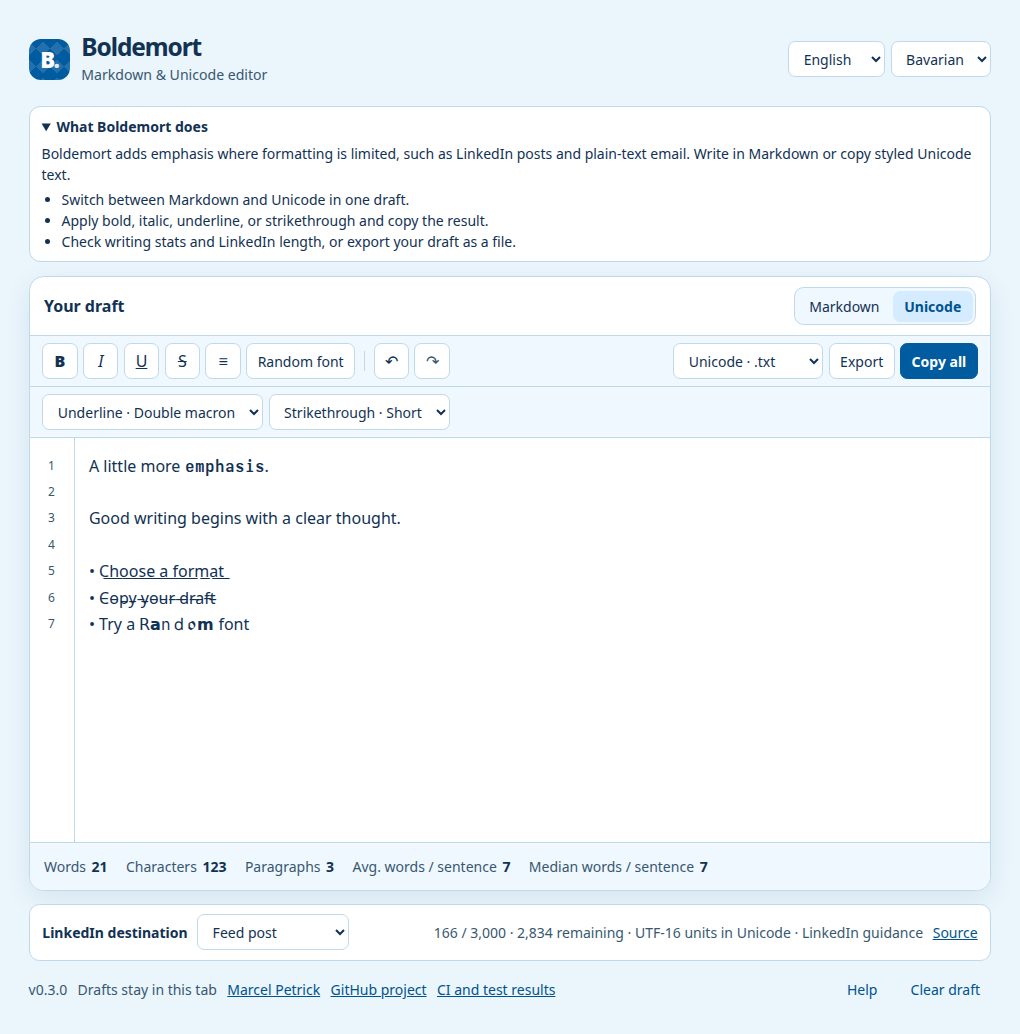 B.
Boldemort
Markdown & Unicode editor
English
Bavarian
▼ What Boldemort does
Boldemort adds emphasis where formatting is limited, such as LinkedIn posts and plain-text email. Write in Markdown or copy styled Unicode
text.
• Switch between Markdown and Unicode in one draft.
• Apply bold, italic, underline, or strikethrough and copy the result.
• Check writing stats and LinkedIn length, or export your draft as a file.
Your draft
Markdown
Unicode
B I U S ≡ Random font ↶ ↷
Unicode · .txt
Export
Copy all
Underline · Double macron
Strikethrough · Short
1 A little more 𝚎𝚖𝚙𝚑𝚊𝚜𝚒𝚜.
2
3 Good writing begins with a clear thought.
4
5 • Choose a format
6 • Copy your draft
7 • Try a Random font
Words 21 Characters 123 Paragraphs 3 Avg. words / sentence 7 Median words / sentence 7
LinkedIn destination Feed post 166 / 3,000 · 2,834 remaining · UTF-16 units in Unicode · LinkedIn guidance Source
v0.3.0 Drafts stay in this tab Marcel Petrick GitHub project CI and test results Help Clear draft